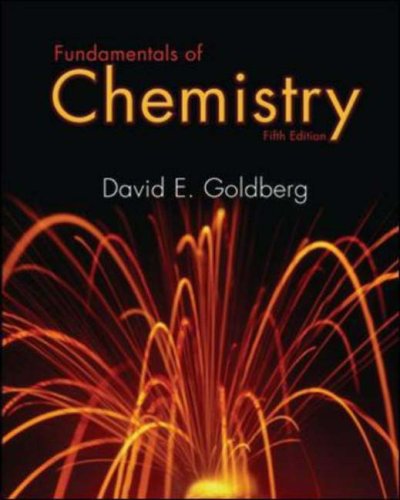 Fundamentals of
Chemistry
Fifth Edition
David E. Goldberg